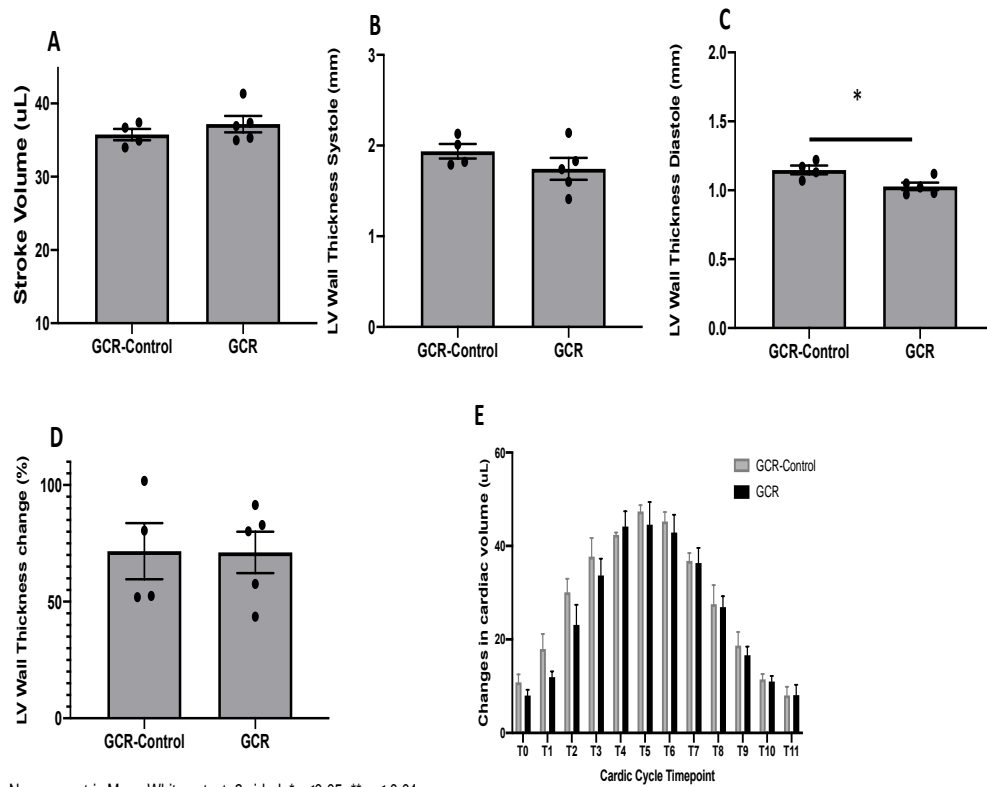 A
Stroke Volume (uL)
40
30
20
10
GCR-Control
GCR
B
LV Wall Thickness Systole (mm)
3
2
1
0
GCR-Control
GCR
C
LV Wall Thickness Diastole (mm)
2.0
1.5
1.0
0.5
0.0
*
GCR-Control
GCR
D
LV Wall Thickness change (%)
100
50
0
GCR-Control
GCR
E
Changes in cardiac volume (uL)
60
40
20
0
GCR-Control
GCR
T0 T1 T2 T3 T4 T5 T6 T7 T8 T9 T10 T11
Cardic Cycle Timepoint